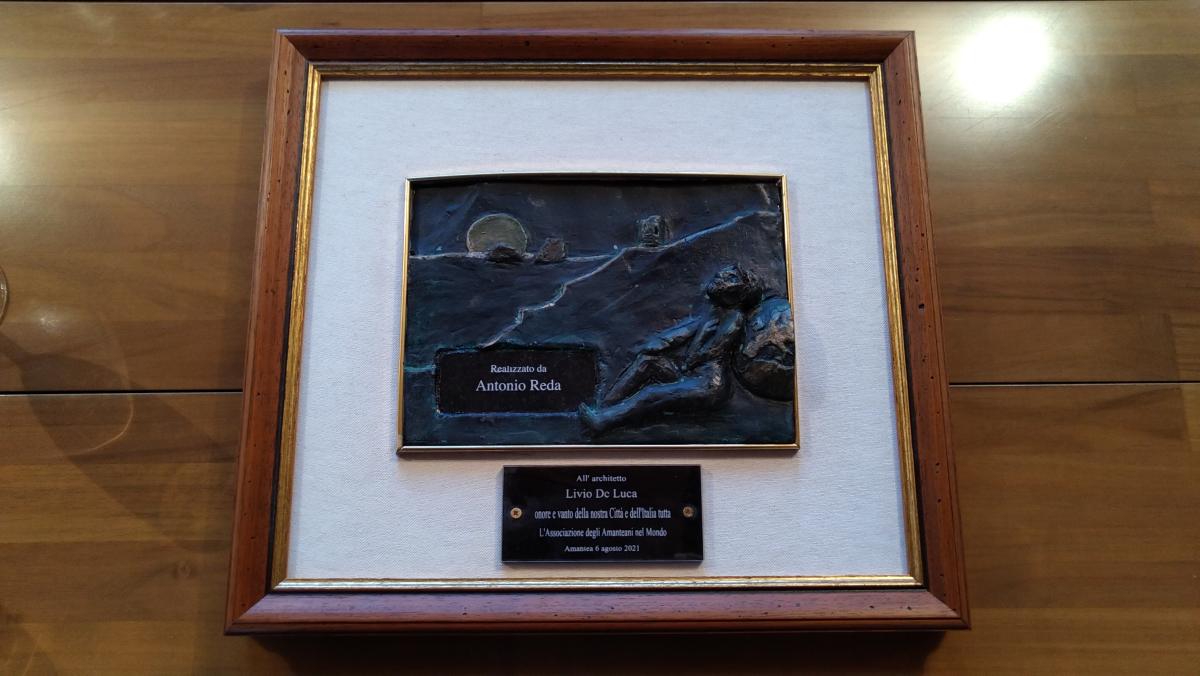 Realizzato da
Antonio Reda
All' architetto
Livio De Luca
onore e vanto della nostra Città e dell'Italia tutta
L'Associazione degli Amanteani nel Mondo
Amantea 6 agosto 2021